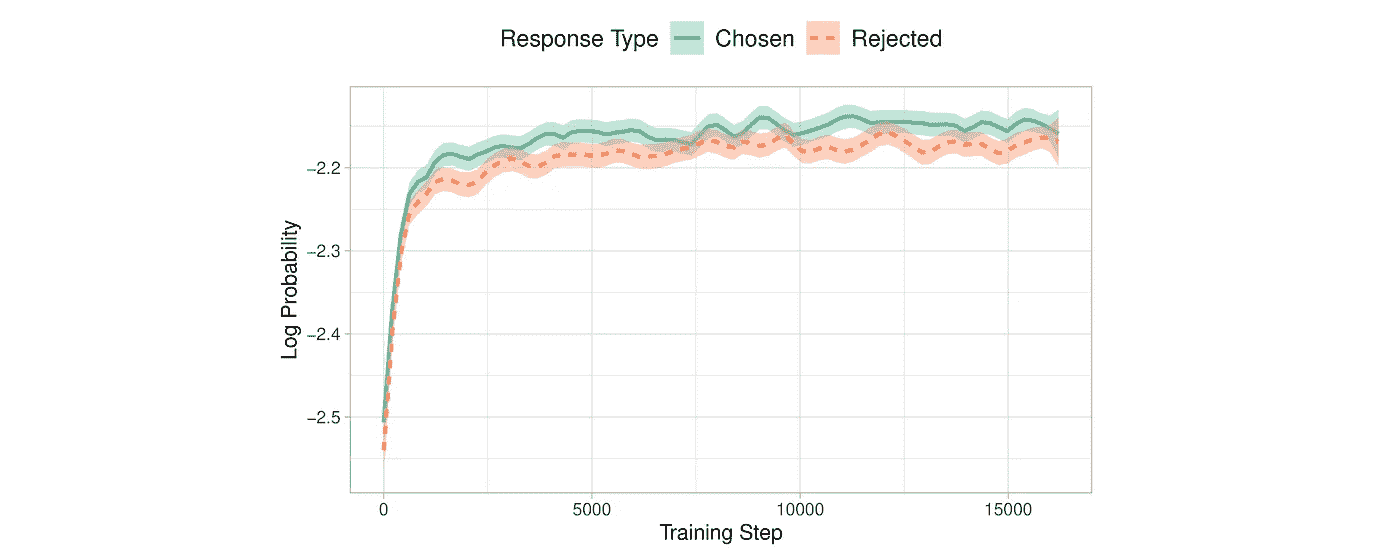 Response Type Chosen Rejected
Log Probability
−2.2
−2.3
−2.4
−2.5
0 5000 10000 15000
Training Step